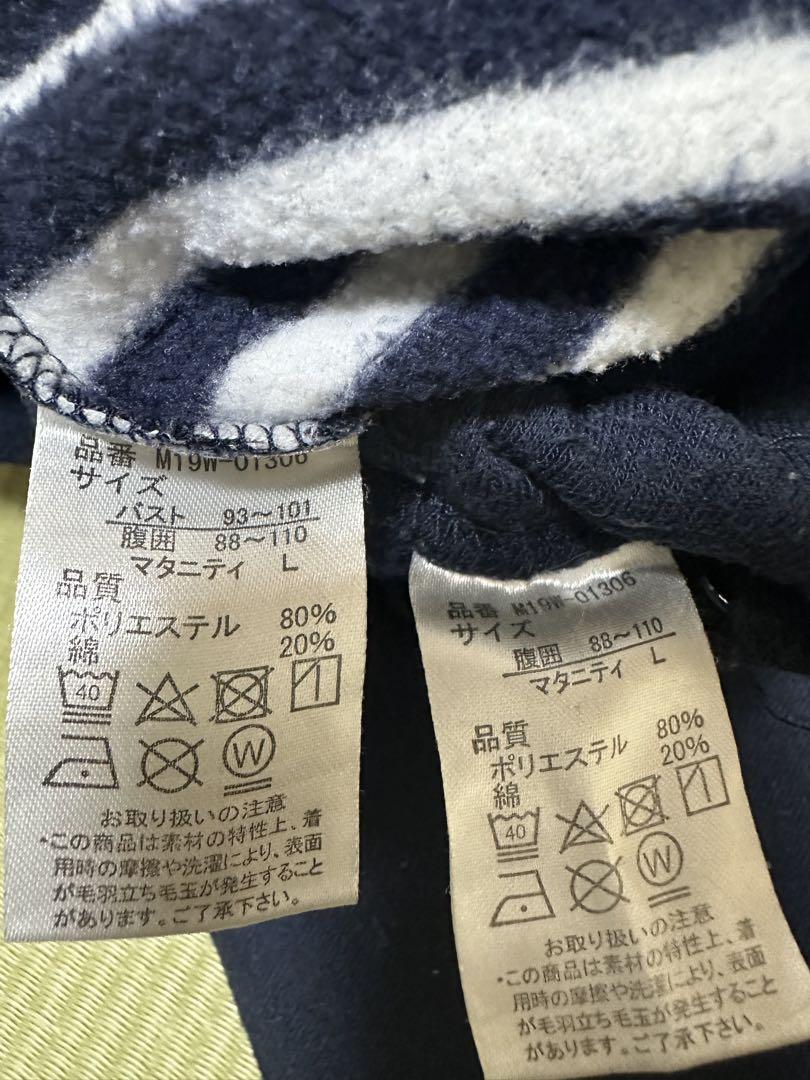 品番 M19W-01306
サイズ
バスト 93〜101
腹囲 88〜110
マタニティ L
品質
ポリエステル 80%
綿 20%
40
W
お取り扱いの注意
・この商品は素材の特性上、着
用時の摩擦や洗濯により、表面
が毛羽立ち毛玉が発生すること
があります。ご了承下さい。
品番 M19W-01306
サイズ
腹囲 88〜110
マタニティ L
品質
ポリエステル 80%
綿 20%
40
W
お取り扱いの注意
・この商品は素材の特性上、着
用時の摩擦や洗濯により、表面
が毛羽立ち毛玉が発生すること
があります。ご了承下さい。